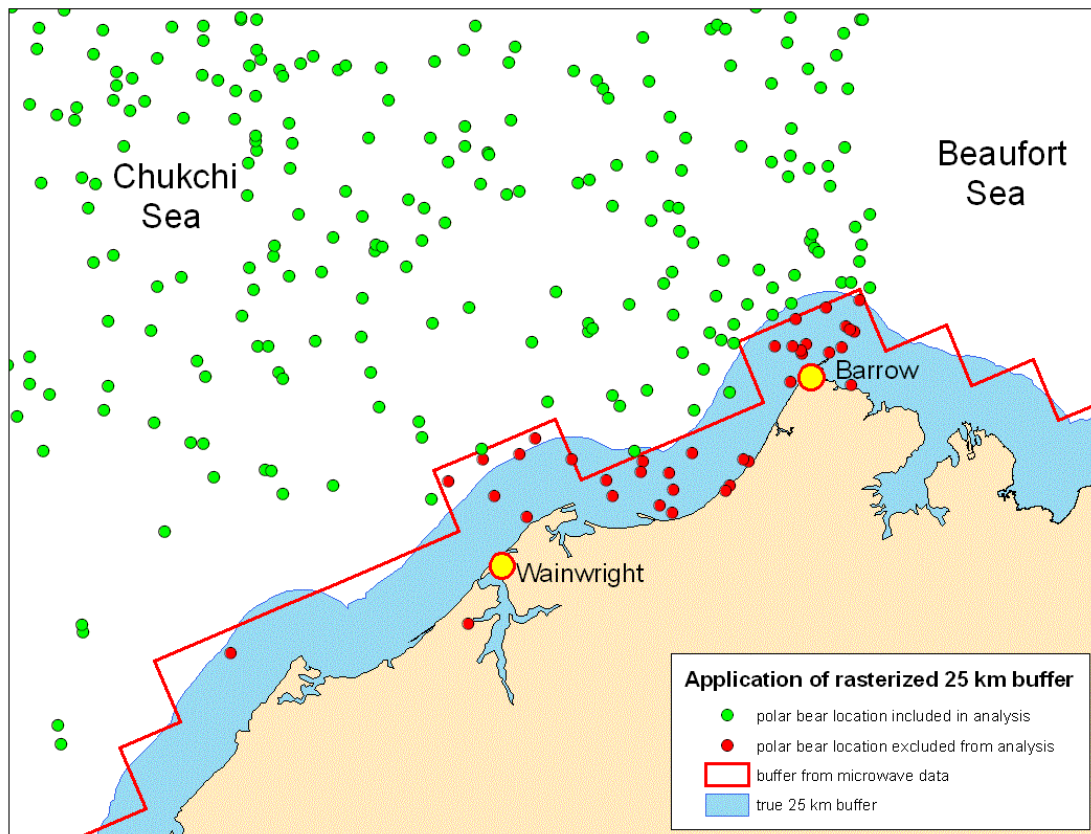 Chukchi
Sea
Beaufort
Sea
Barrow
Wainwright
Application of rasterized 25 km buffer
polar bear location included in analysis
polar bear location excluded from analysis
buffer from microwave data
true 25 km buffer